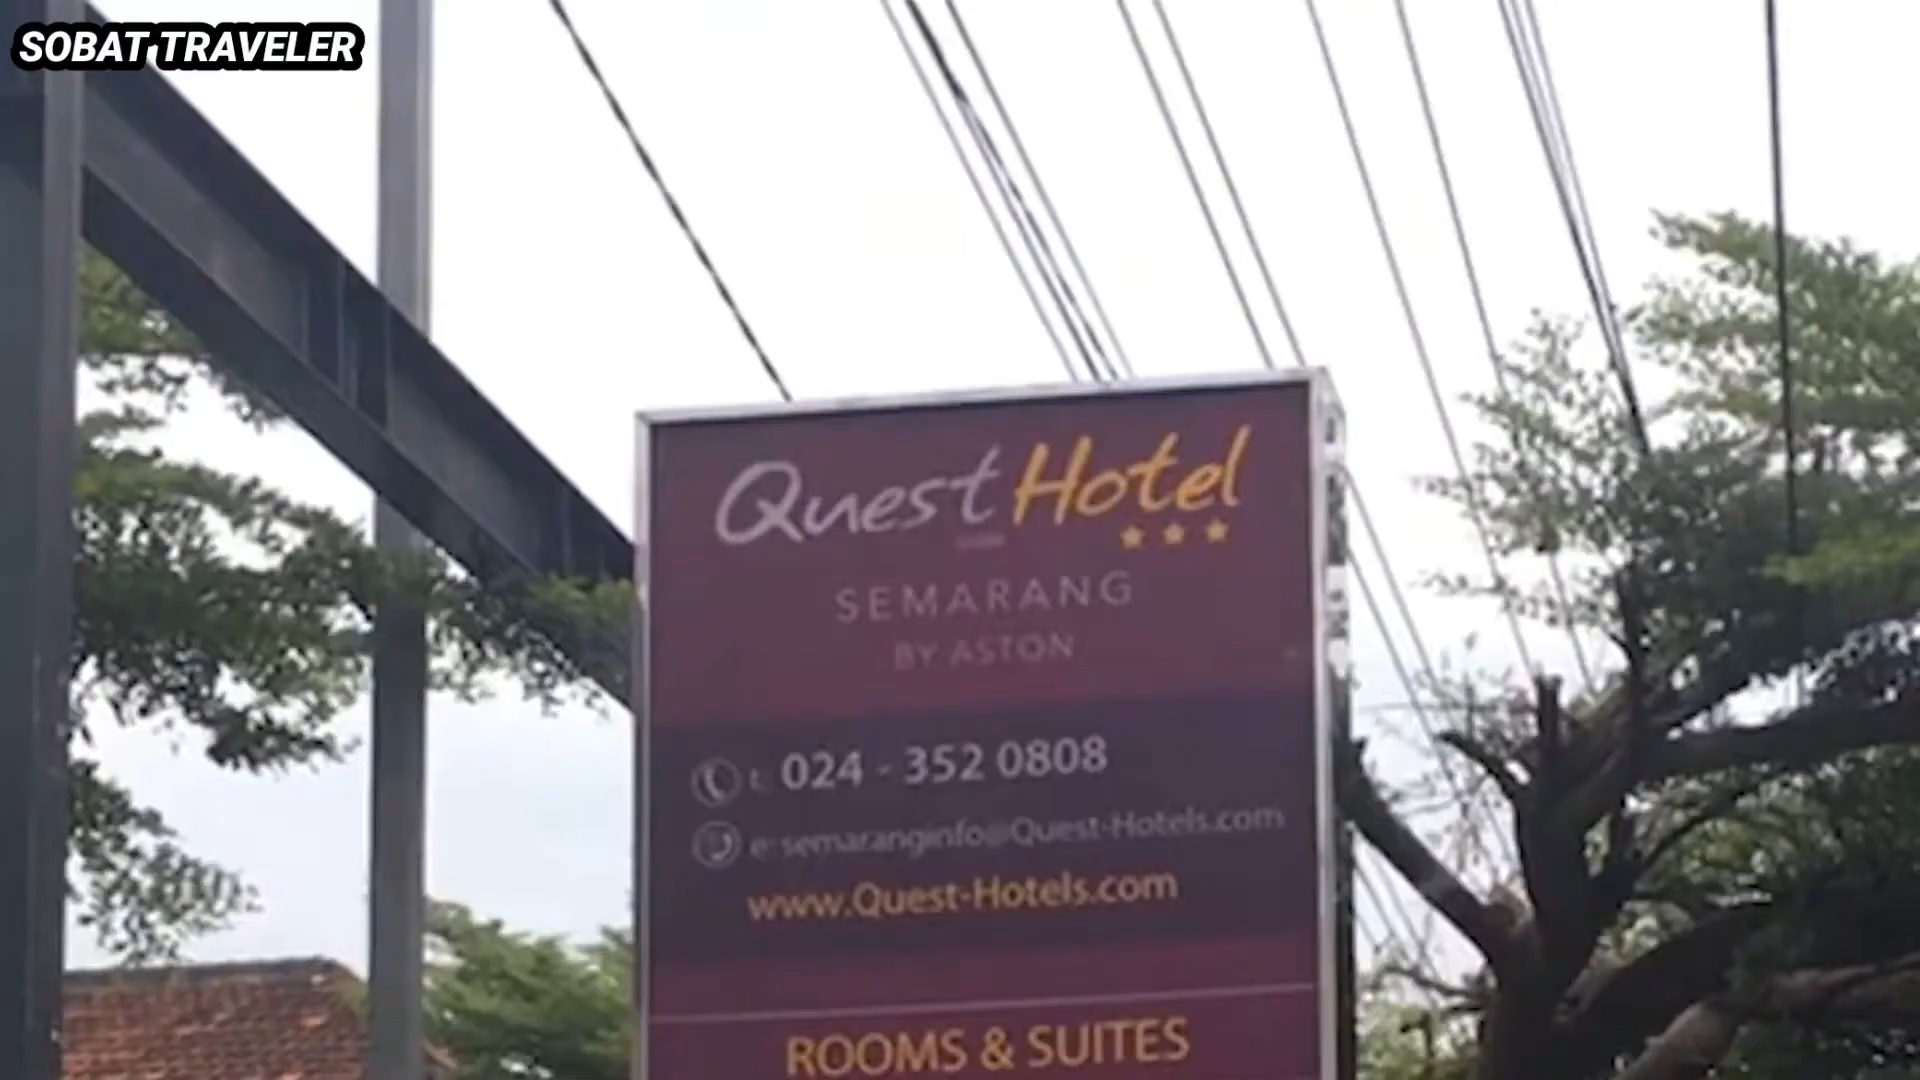 SOBAT TRAVELER
Quest Hotel
SEMARANG
BY ASTON
t: 024 - 352 0808
e: semaranginfo@Quest-Hotels.com
www.Quest-Hotels.com
ROOMS & SUITES